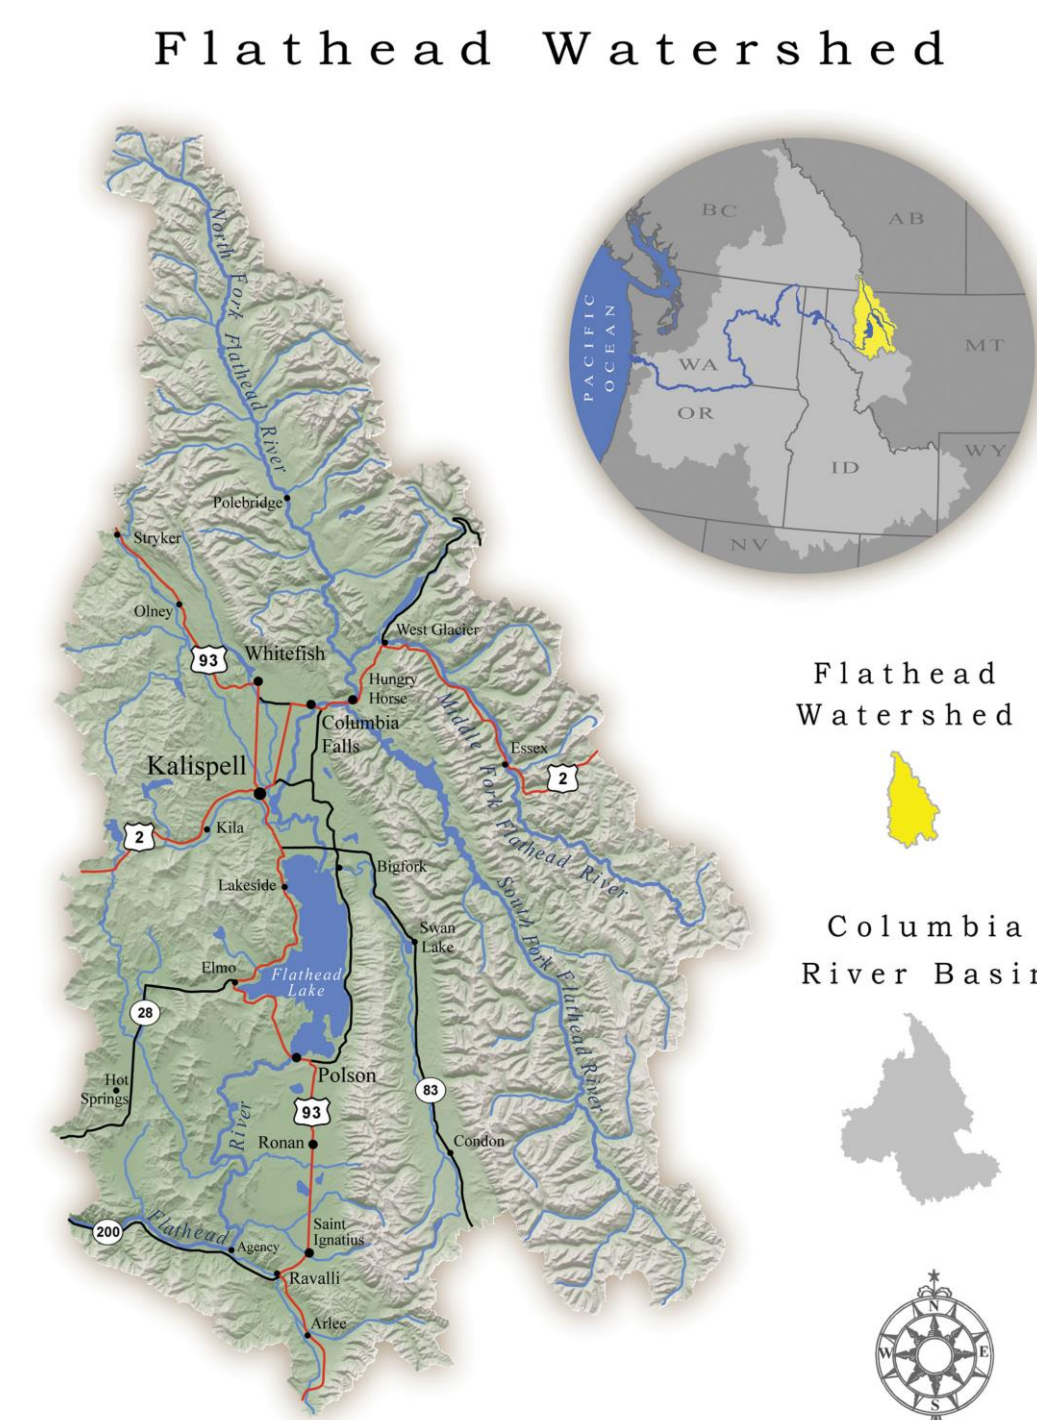 Flathead Watershed
BC
AB
PACIFIC
OCEAN
WA
MT
OR
ID
WY
NV
North Fork Flathead River
Polebridge
Stryker
Olney
93
Whitefish
West Glacier
Hungry
Horse
Columbia
Falls
Middle Fork Flathead River
Essex
2
Kalispell
2
Kila
Bigfork
Lakeside
South Fork Flathead River
Swan
Lake
Elmo
Flathead
Lake
28
Polson
Hot
Springs
83
93
River
Ronan
Condon
Flathead
200
Saint
Ignatius
Agency
Ravalli
Arlee
Flathead
Watershed
Columbia
River Basin
N
W
E
S